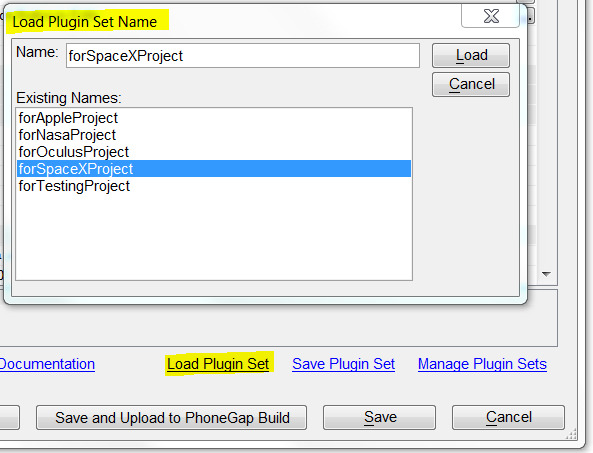 Load Plugin Set Name
Name: forSpaceXProject
Load
Cancel
Existing Names:
forAppleProject
forNasaProject
forOculusProject
forSpaceXProject
forTestingProject
Documentation Load Plugin Set Save Plugin Set Manage Plugin Sets
Save and Upload to PhoneGap Build Save Cancel